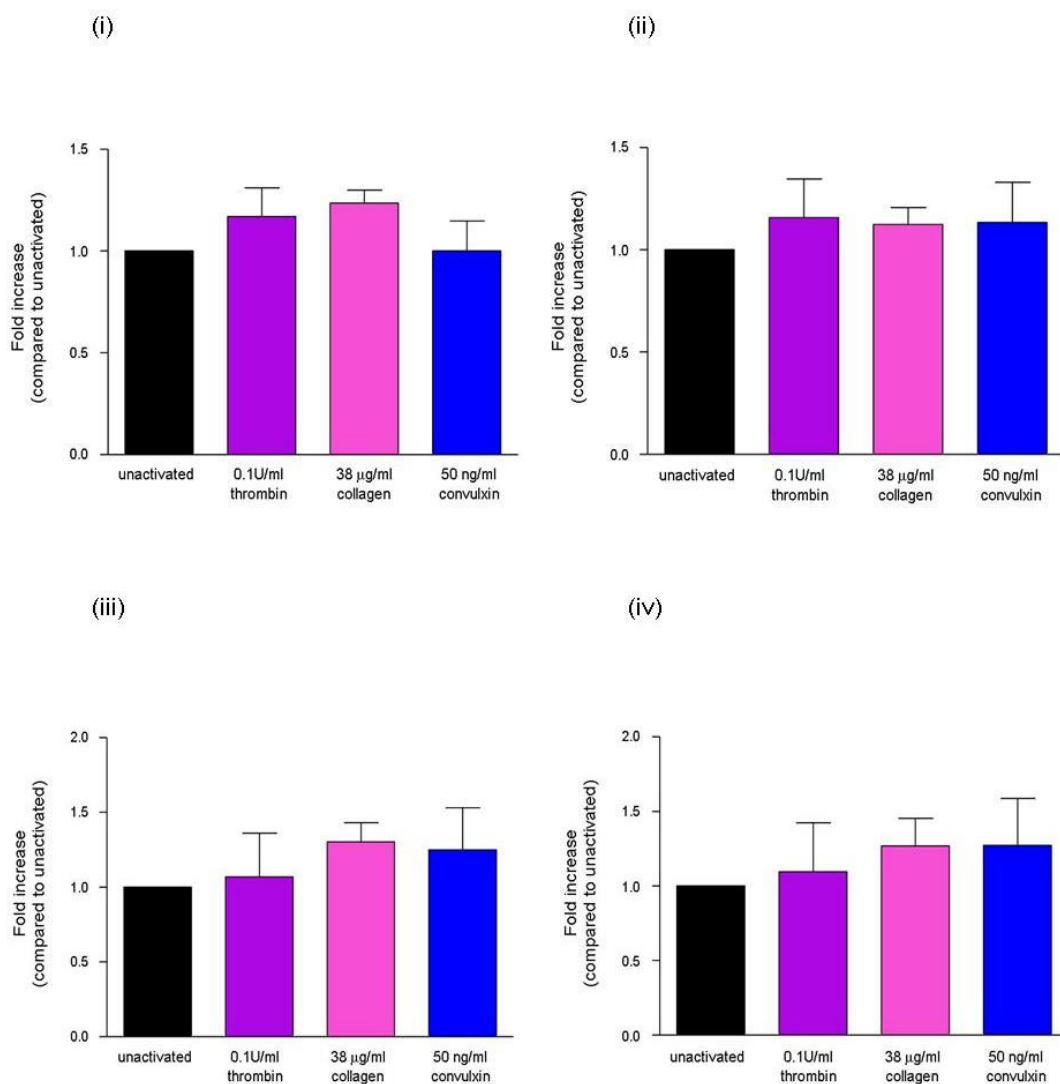 (i)
Fold increase
(compared to unactivated)
1.5
1.0
0.5
0.0
unactivated
0.1U/ml
thrombin
38 μg/ml
collagen
50 ng/ml
convulxin
(ii)
Fold increase
(compared to unactivated)
1.5
1.0
0.5
0.0
unactivated
0.1U/ml
thrombin
38 μg/ml
collagen
50 ng/ml
convulxin
(iii)
Fold increase
(compared to unactivated)
2.0
1.5
1.0
0.5
0.0
unactivated
0.1U/ml
thrombin
38 μg/ml
collagen
50 ng/ml
convulxin
(iv)
Fold increase
(compared to unactivated)
2.0
1.5
1.0
0.5
0.0
unactivated
0.1U/ml
thrombin
38 μg/ml
collagen
50 ng/ml
convulxin